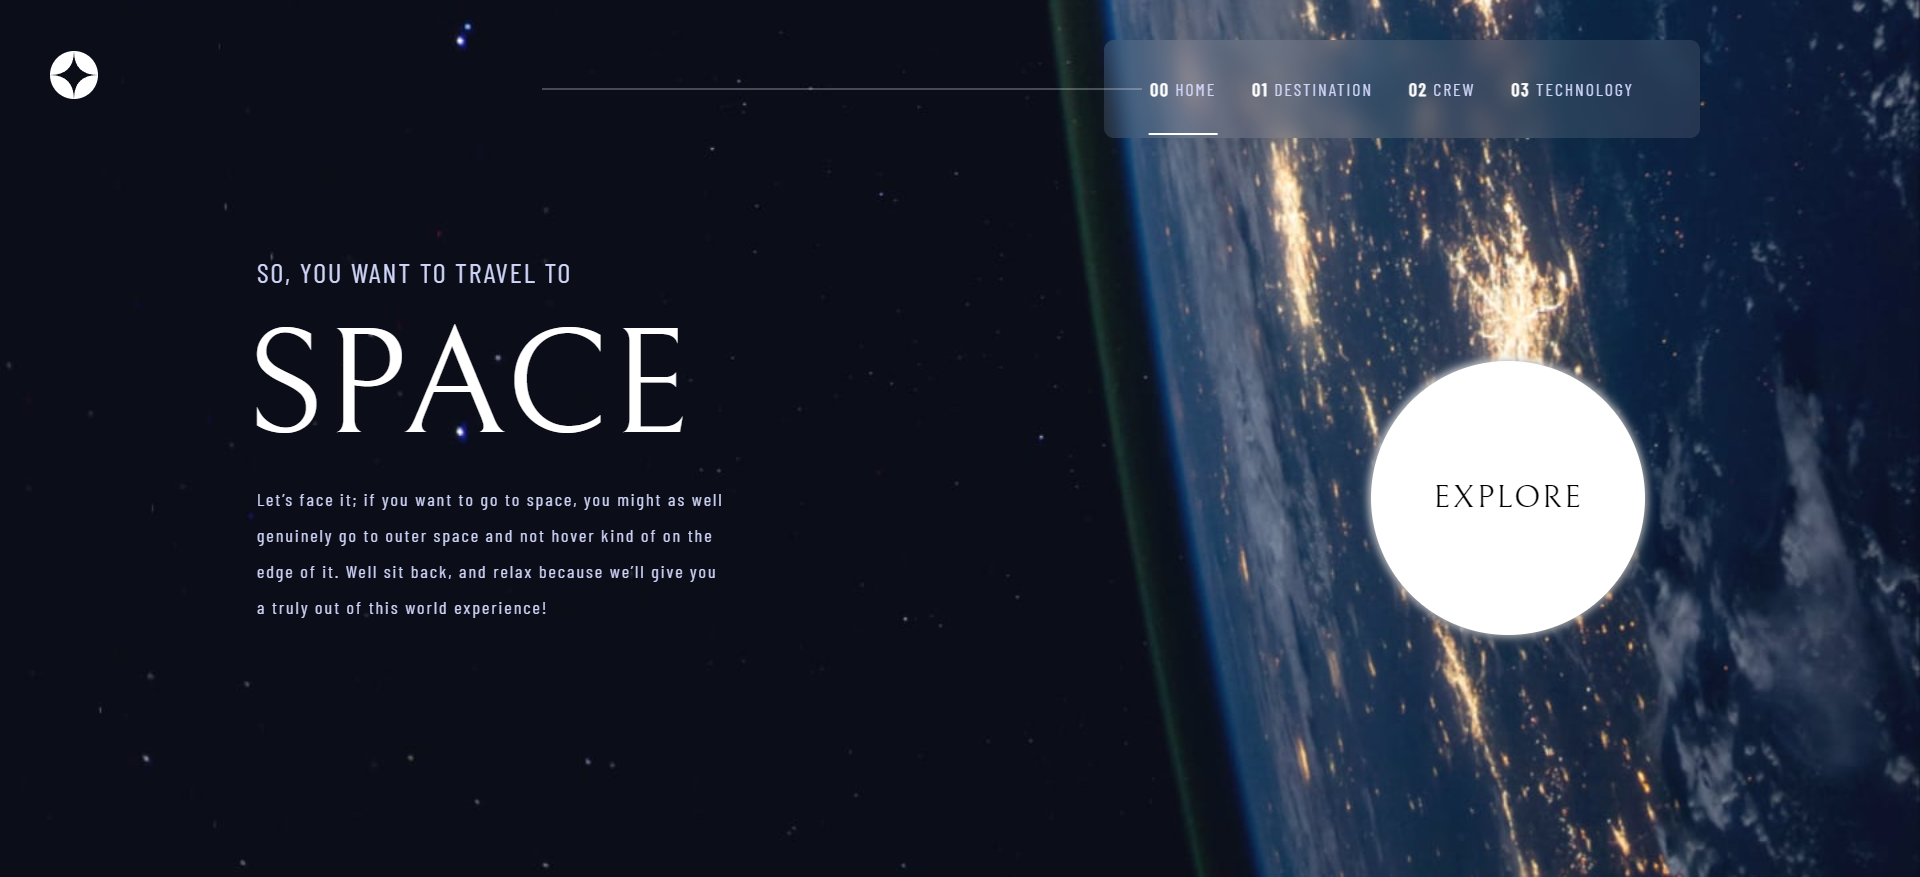 00 HOME 01 DESTINATION 02 CREW 03 TECHNOLOGY
SO, YOU WANT TO TRAVEL TO
SPACE
Let’s face it; if you want to go to space, you might as well
genuinely go to outer space and not hover kind of on the
edge of it. Well sit back, and relax because we’ll give you
a truly out of this world experience!
EXPLORE